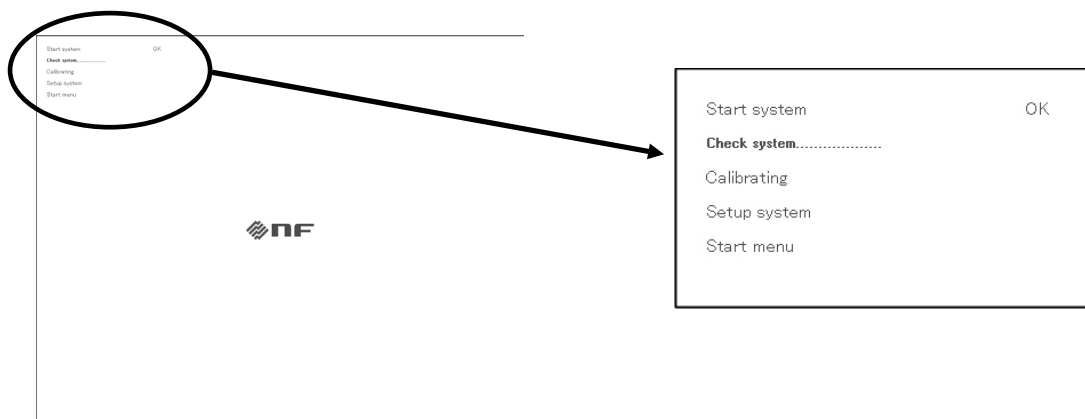 Start system OK
Check system..................
Calibrating
Setup system
Start menu
nF
Start system OK
Check system..................
Calibrating
Setup system
Start menu